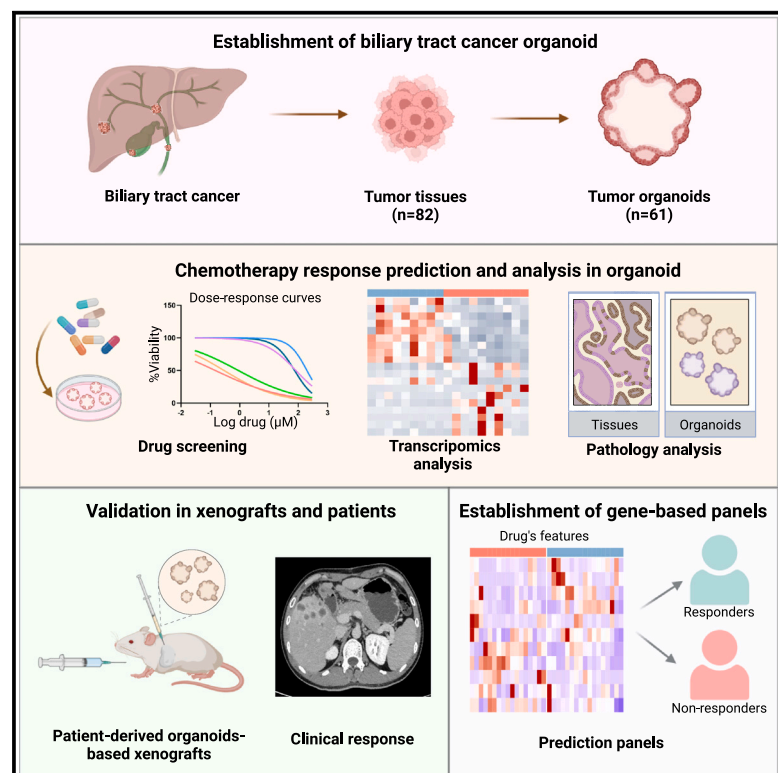 Establishment of biliary tract cancer organoid
Biliary tract cancer
Tumor tissues
(n=82)
Tumor organoids
(n=61)
Chemotherapy response prediction and analysis in organoid
Dose-response curves
%Viability
150
100
50
0
-2
-1
0
1
2
3
Log drug (μM)
Drug screening
Transcripomics
analysis
Tissues
Organoids
Pathology analysis
Validation in xenografts and patients
Patient-derived organoids-
based xenografts
Clinical response
Establishment of gene-based panels
Drug's features
Responders
Non-responders
Prediction panels